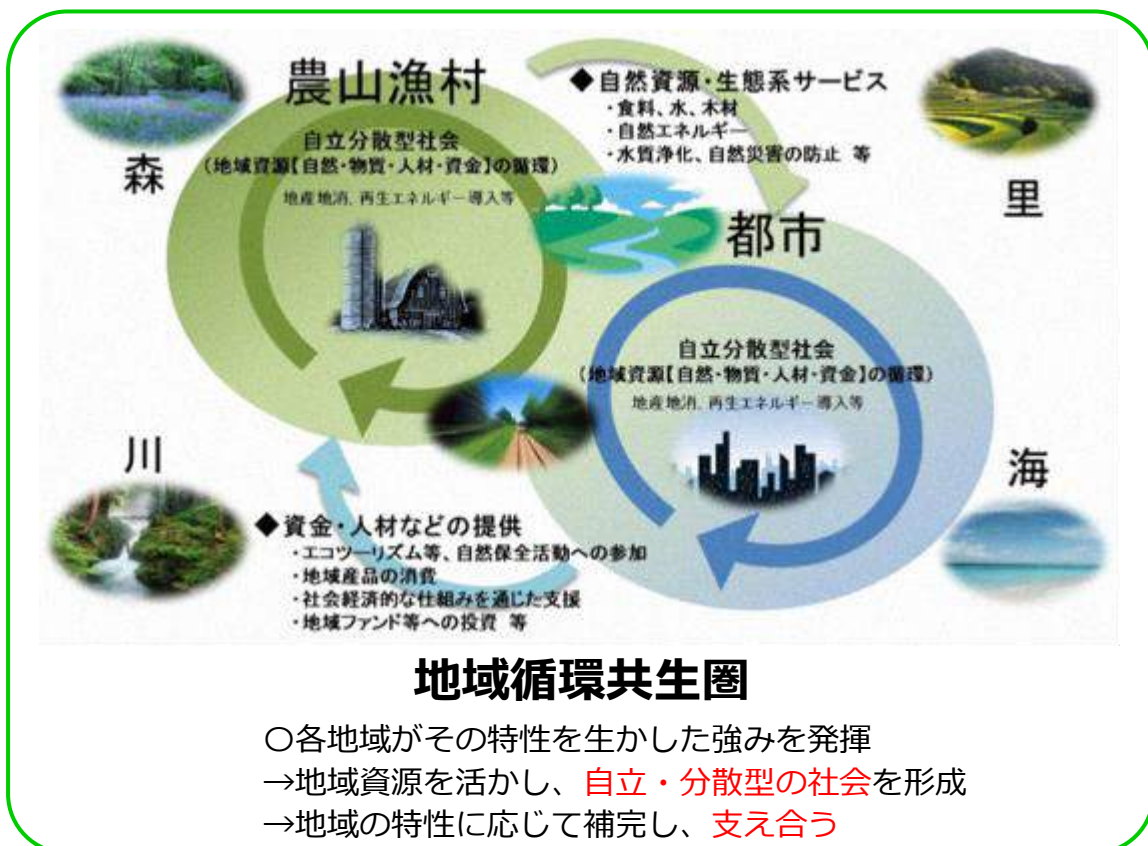 農山漁村
自立分散型社会
(地域資源【自然・物質・人材・資金】の循環)
地産地消、再生エネルギー導入等
◆自然資源・生態系サービス
・食料、水、木材
・自然エネルギー
・水質浄化、自然災害の防止 等
森
里
都市
自立分散型社会
(地域資源【自然・物質・人材・資金】の循環)
地産地消、再生エネルギー導入等
川
海
◆資金・人材などの提供
・エコツーリズム等、自然保全活動への参加
・地域産品の消費
・社会経済的な仕組みを通じた支援
・地域ファンド等への投資 等
地域循環共生圏
〇各地域がその特性を生かした強みを発揮
→地域資源を活かし、自立・分散型の社会を形成
→地域の特性に応じて補完し、支え合う